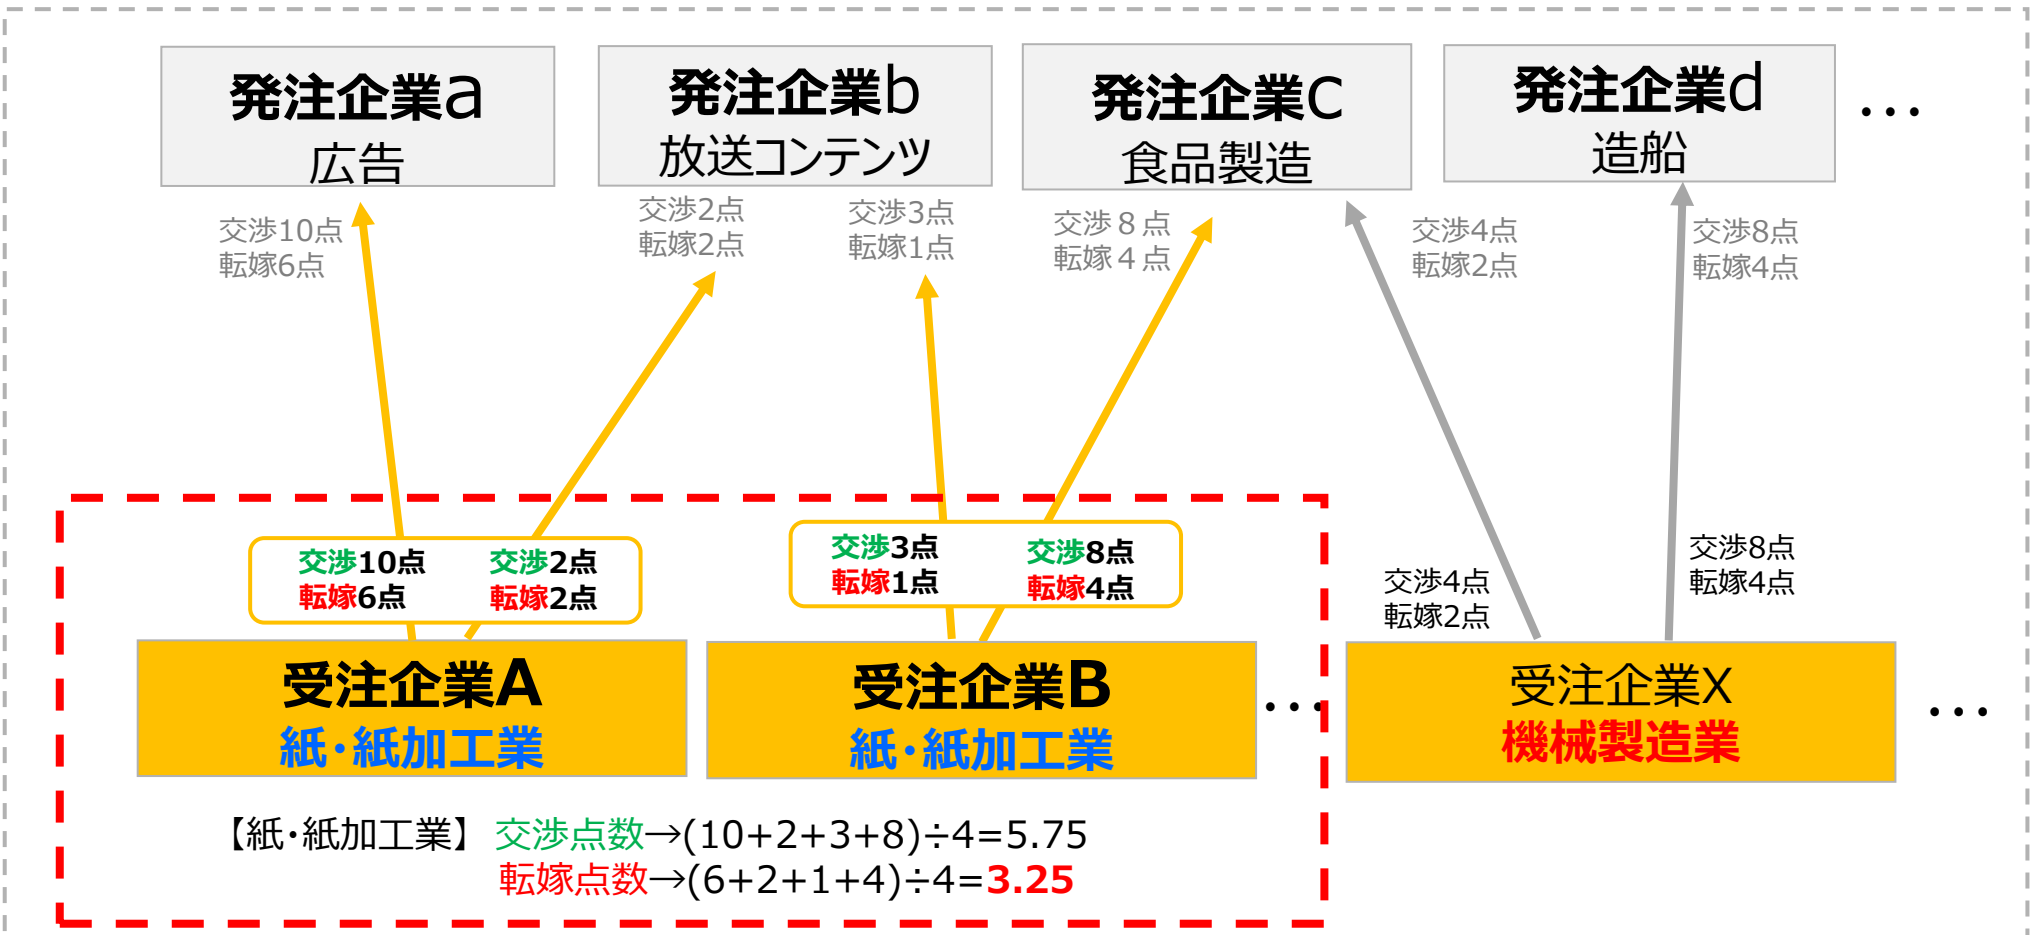 発注企業a
広告
発注企業b
放送コンテンツ
発注企業c
食品製造
発注企業d
造船
…
交渉10点
転嫁6点
交渉2点
転嫁2点
交渉3点
転嫁1点
交渉８点
転嫁４点
交渉4点
転嫁2点
交渉8点
転嫁4点
交渉10点
転嫁6点
交渉2点
転嫁2点
交渉3点
転嫁1点
交渉8点
転嫁4点
交渉4点
転嫁2点
交渉8点
転嫁4点
受注企業A
紙・紙加工業
受注企業B
紙・紙加工業
…
受注企業X
機械製造業
…
【紙・紙加工業】 交渉点数→(10+2+3+8)÷4=5.75
転嫁点数→(6+2+1+4)÷4=3.25